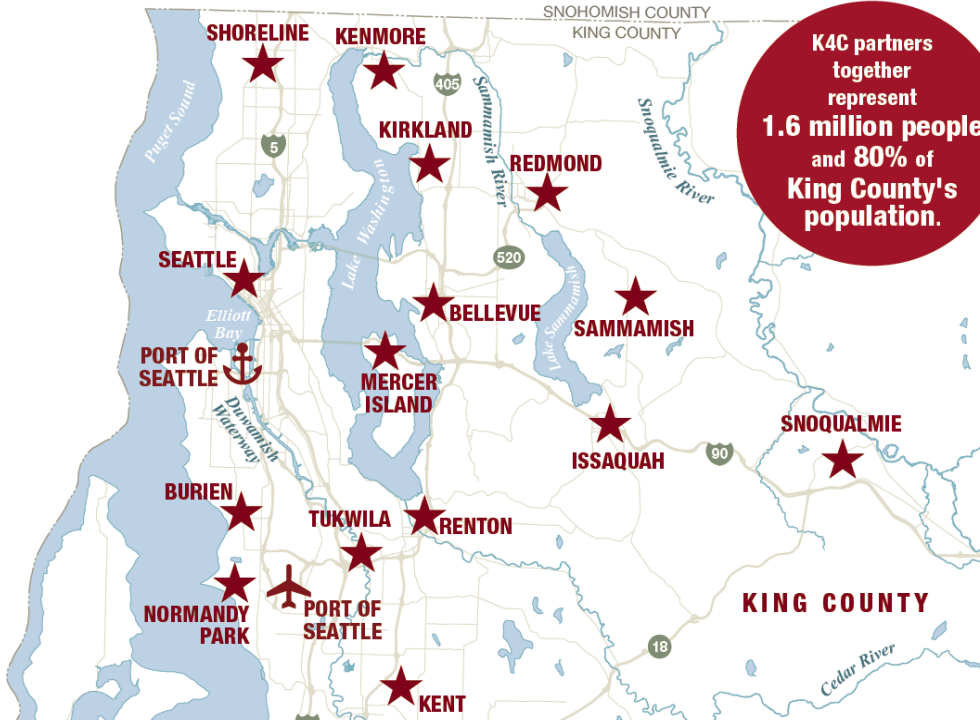 SNOHOMISH COUNTY
KING COUNTY
K4C partners
together
represent
1.6 million people
and 80% of
King County's
population.
SHORELINE
KENMORE
405
Puget Sound
Sammamish River
Snoqualmie River
5
KIRKLAND
REDMOND
Lake Washington
520
SEATTLE
Elliott
Bay
BELLEVUE
Lake Sammamish
SAMMAMISH
PORT OF
SEATTLE
MERCER
ISLAND
Duwamish
Waterway
ISSAQUAH
90
SNOQUALMIE
BURIEN
TUKWILA
RENTON
NORMANDY
PARK
PORT OF
SEATTLE
KING COUNTY
18
Cedar River
KENT